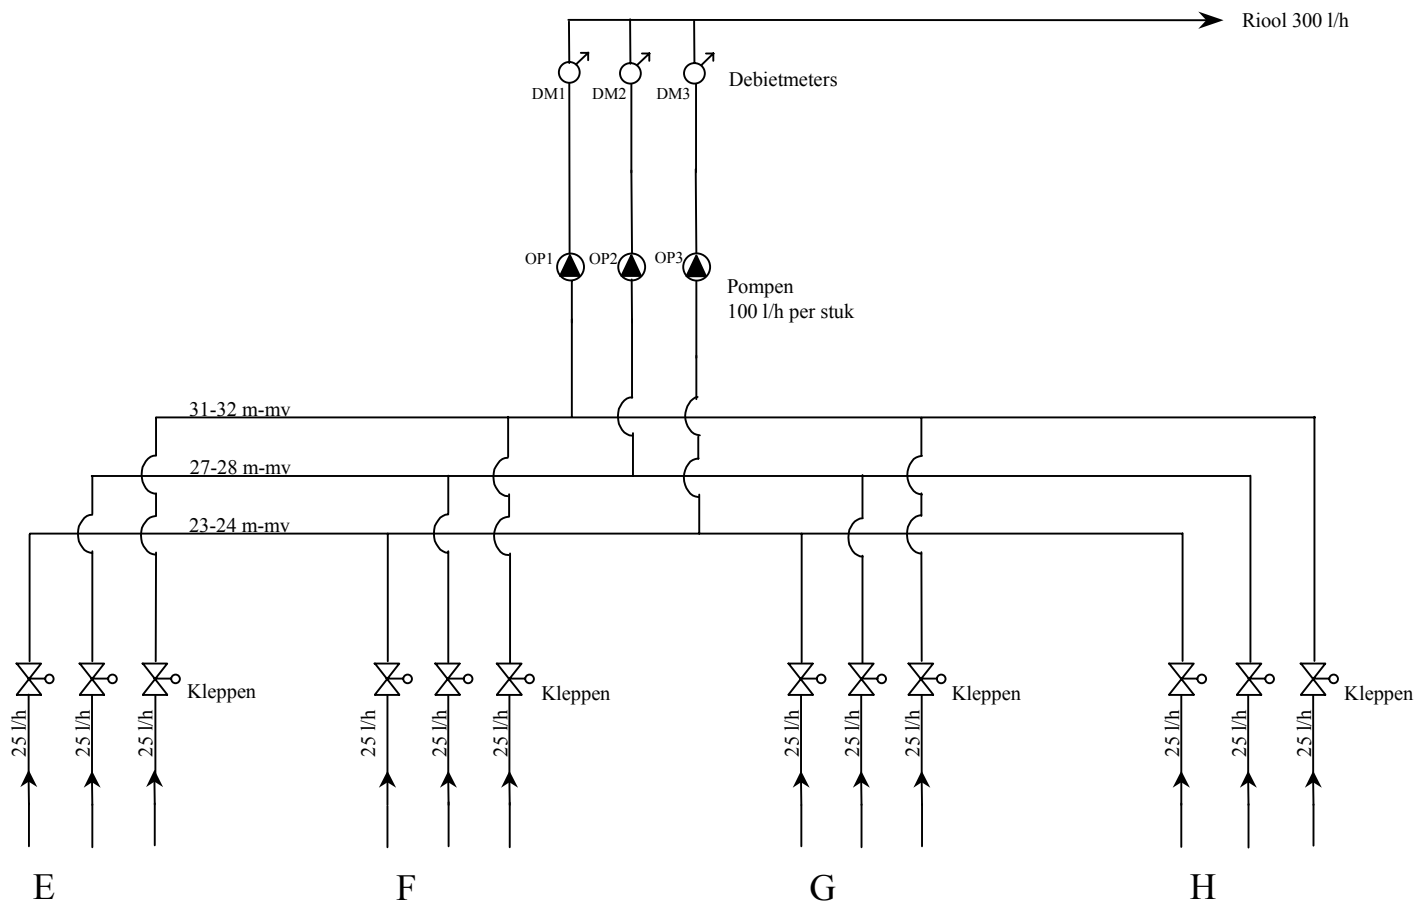 Riool 300 l/h
DM1
DM2
DM3
Debietmeters
OP1
OP2
OP3
Pompen
100 l/h per stuk
31-32 m-mv
27-28 m-mv
23-24 m-mv
Kleppen
Kleppen
Kleppen
Kleppen
25 l/h
25 l/h
25 l/h
25 l/h
25 l/h
25 l/h
25 l/h
25 l/h
25 l/h
25 l/h
25 l/h
25 l/h
E
F
G
H